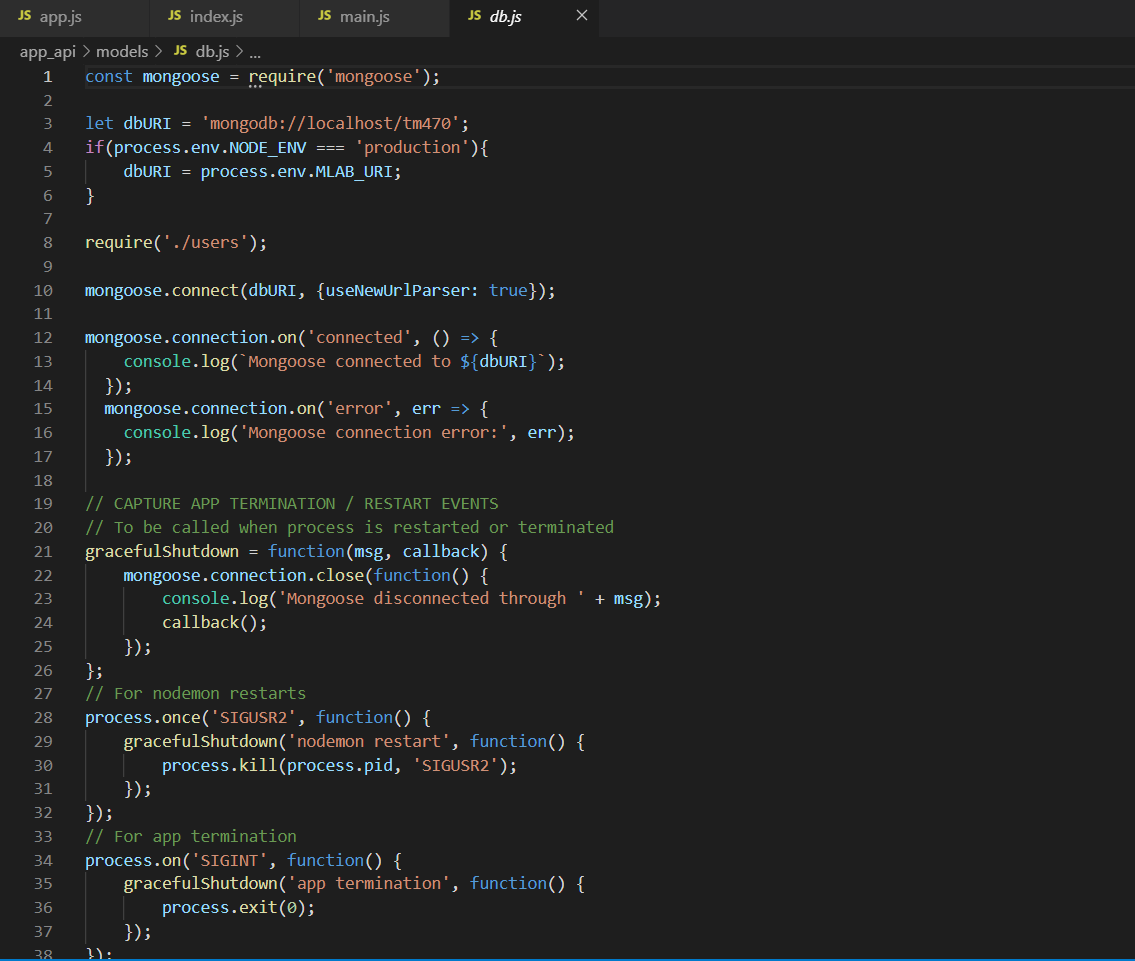 JS app.js JS index.js JS main.js JS db.js ×
app_api > models > JS db.js > ...
1 const mongoose = require('mongoose');
2
3 let dbURI = 'mongodb://localhost/tm470';
4 if(process.env.NODE_ENV === 'production'){
5     dbURI = process.env.MLAB_URI;
6 }
7
8 require('./users');
9
10 mongoose.connect(dbURI, {useNewUrlParser: true});
11
12 mongoose.connection.on('connected', () => {
13     console.log(`Mongoose connected to ${dbURI}`);
14   });
15   mongoose.connection.on('error', err => {
16     console.log('Mongoose connection error:', err);
17   });
18
19 // CAPTURE APP TERMINATION / RESTART EVENTS
20 // To be called when process is restarted or terminated
21 gracefulShutdown = function(msg, callback) {
22     mongoose.connection.close(function() {
23         console.log('Mongoose disconnected through ' + msg);
24         callback();
25     });
26 };
27 // For nodemon restarts
28 process.once('SIGUSR2', function() {
29     gracefulShutdown('nodemon restart', function() {
30         process.kill(process.pid, 'SIGUSR2');
31     });
32 });
33 // For app termination
34 process.on('SIGINT', function() {
35     gracefulShutdown('app termination', function() {
36         process.exit(0);
37     });
38 });